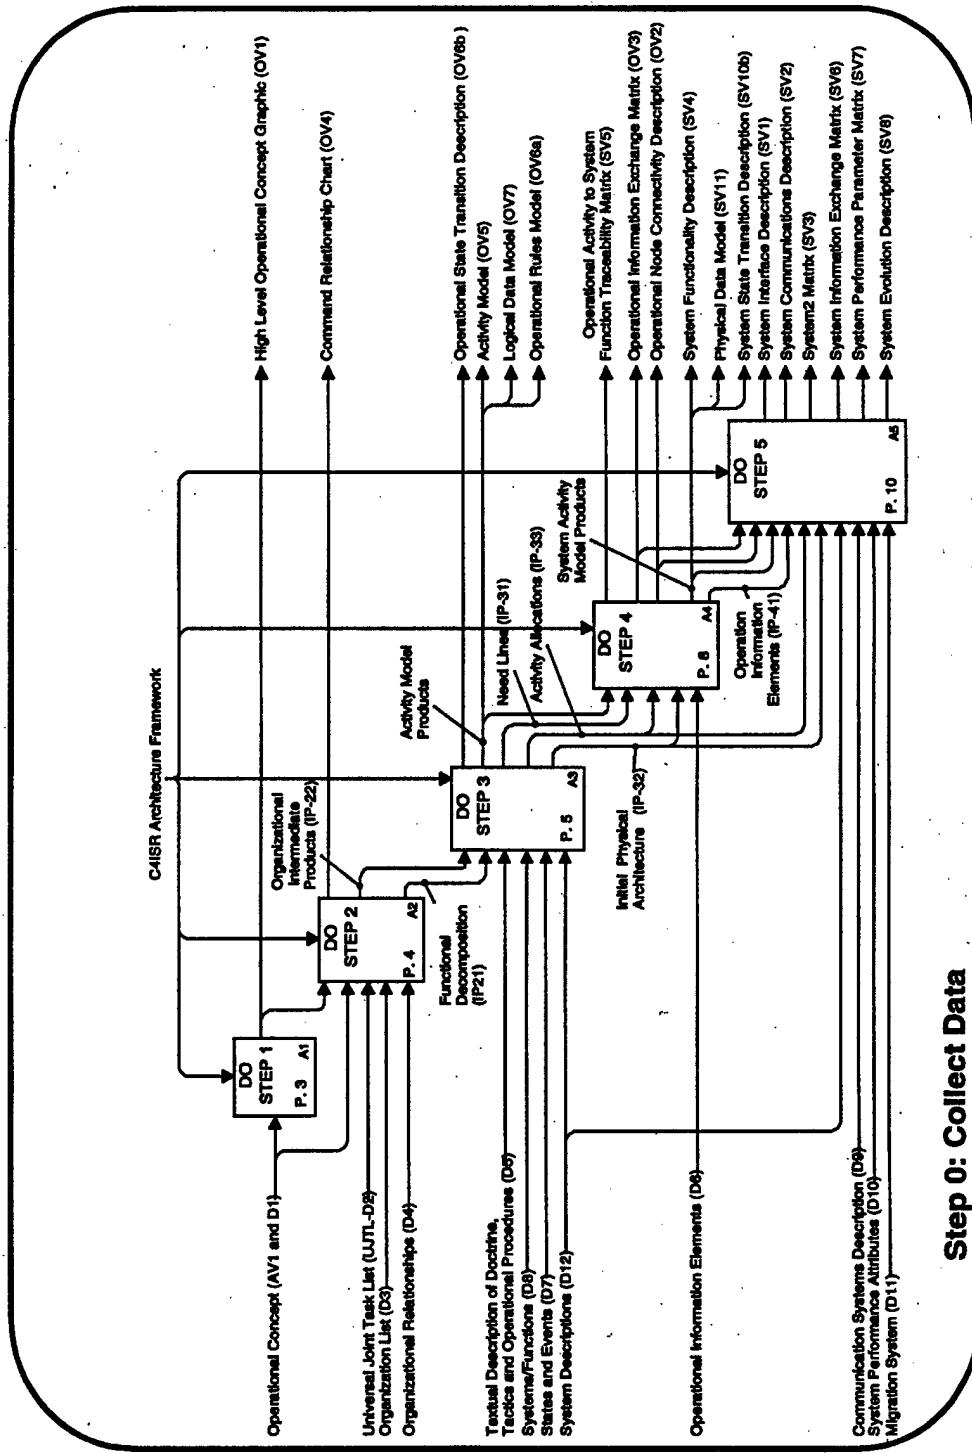 C4ISR Architecture Framework
Operational Concept (AV1 and D1)
Universal Joint Task List (UJTL-D2)
Organization List (D3)
Organizational Relationships (D4)
Textual Description of Doctrine,
Tactics and Operational Procedures (D5)
Systems/Functions (D8)
States and Events (D7)
System Descriptions (D12)
Operational Information Elements (D6)
Communication Systems Description (D9)
System Performance Attributes (D10)
Migration System (D11)
DO
STEP 1
P. 3 A1
DO
STEP 2
P. 4 A2
Organizational
Intermediate
Products (IP-22)
Functional
Decomposition
(IP21)
DO
STEP 3
P. 5 A3
Activity Model
Products
Need Lines (IP-31)
Activity Allocations (IP-33)
Initial Physical
Architecture (IP-32)
DO
STEP 4
P. 8 A4
System Activity
Model Products
Operation
Information
Elements (IP-41)
DO
STEP 5
P. 10 A5
High Level Operational Concept Graphic (OV1)
Command Relationship Chart (OV4)
Operational State Transition Description (OV6b)
Activity Model (OV5)
Logical Data Model (OV7)
Operational Rules Model (OV6a)
Operational Activity to System
Function Traceability Matrix (SV5)
Operational Information Exchange Matrix (OV3)
Operational Node Connectivity Description (OV2)
System Functionality Description (SV4)
Physical Data Model (SV11)
System State Transition Description (SV10b)
System Interface Description (SV1)
System Communications Description (SV2)
System2 Matrix (SV3)
System Information Exchange Matrix (SV6)
System Performance Parameter Matrix (SV7)
System Evolution Description (SV8)
Step 0: Collect Data